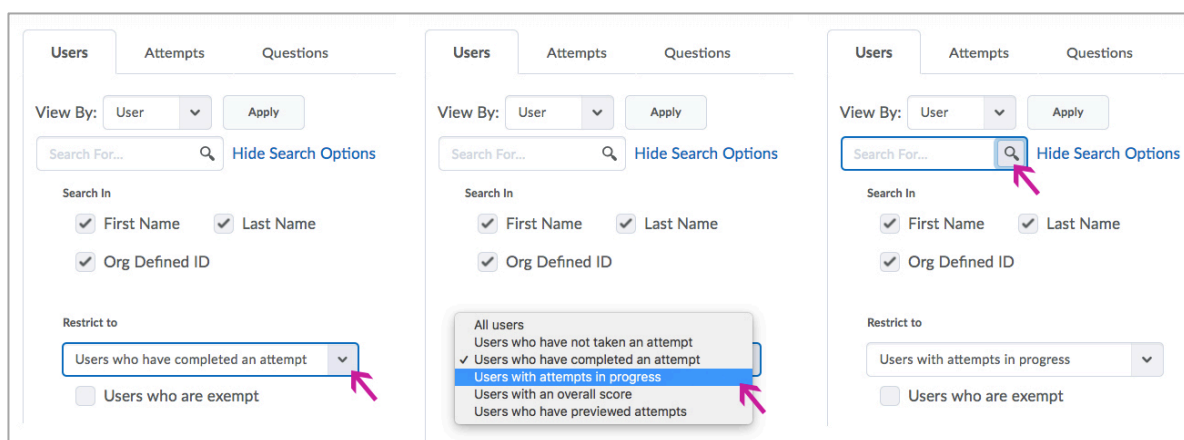 Users Attempts Questions
View By: User Apply
Search For... Hide Search Options
Search In
First Name Last Name
Org Defined ID
Restrict to
Users who have completed an attempt
Users who are exempt
Users Attempts Questions
View By: User Apply
Search For... Hide Search Options
Search In
First Name Last Name
Org Defined ID
All users
Users who have not taken an attempt
Users who have completed an attempt
Users with attempts in progress
Users with an overall score
Users who have previewed attempts
Users Attempts Questions
View By: User Apply
Search For... Hide Search Options
Search In
First Name Last Name
Org Defined ID
Restrict to
Users with attempts in progress
Users who are exempt